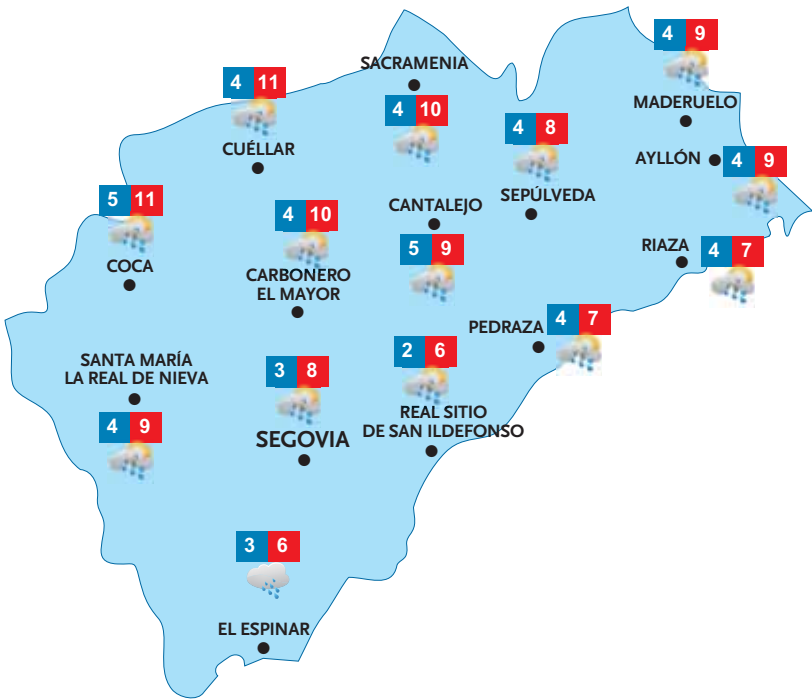 4 9
MADERUELO
SACRAMENIA
4 10
4 11
CUÉLLAR
4 8
SEPÚLVEDA
AYLLÓN
4 9
5 11
COCA
4 10
CARBONERO
EL MAYOR
CANTALEJO
5 9
RIAZA
4 7
PEDRAZA
4 7
SANTA MARÍA
LA REAL DE NIEVA
4 9
3 8
SEGOVIA
2 6
REAL SITIO
DE SAN ILDEFONSO
3 6
EL ESPINAR